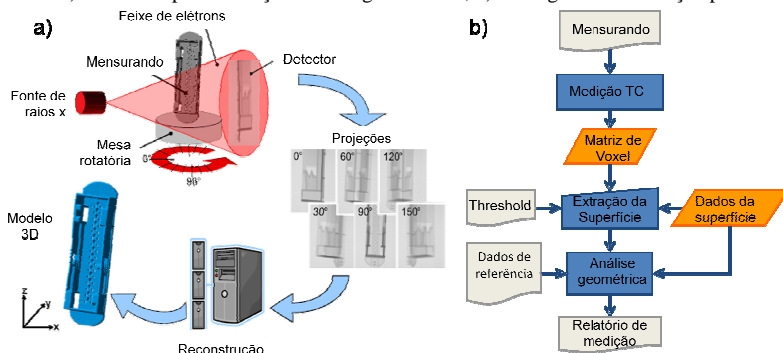 a)
Feixe de elétrons
Mensurando
Detector
Fonte de
raios x
Mesa
rotatória
0°
90°
Projeções
0°
60°
120°
30°
90°
150°
Modelo
3D
z
y
x
Reconstrução
b)
Mensurando
Medição TC
Matriz de
Voxel
Threshold
Extração da
Superfície
Dados da
superfície
Dados de
referência
Análise
geométrica
Relatório de
medição